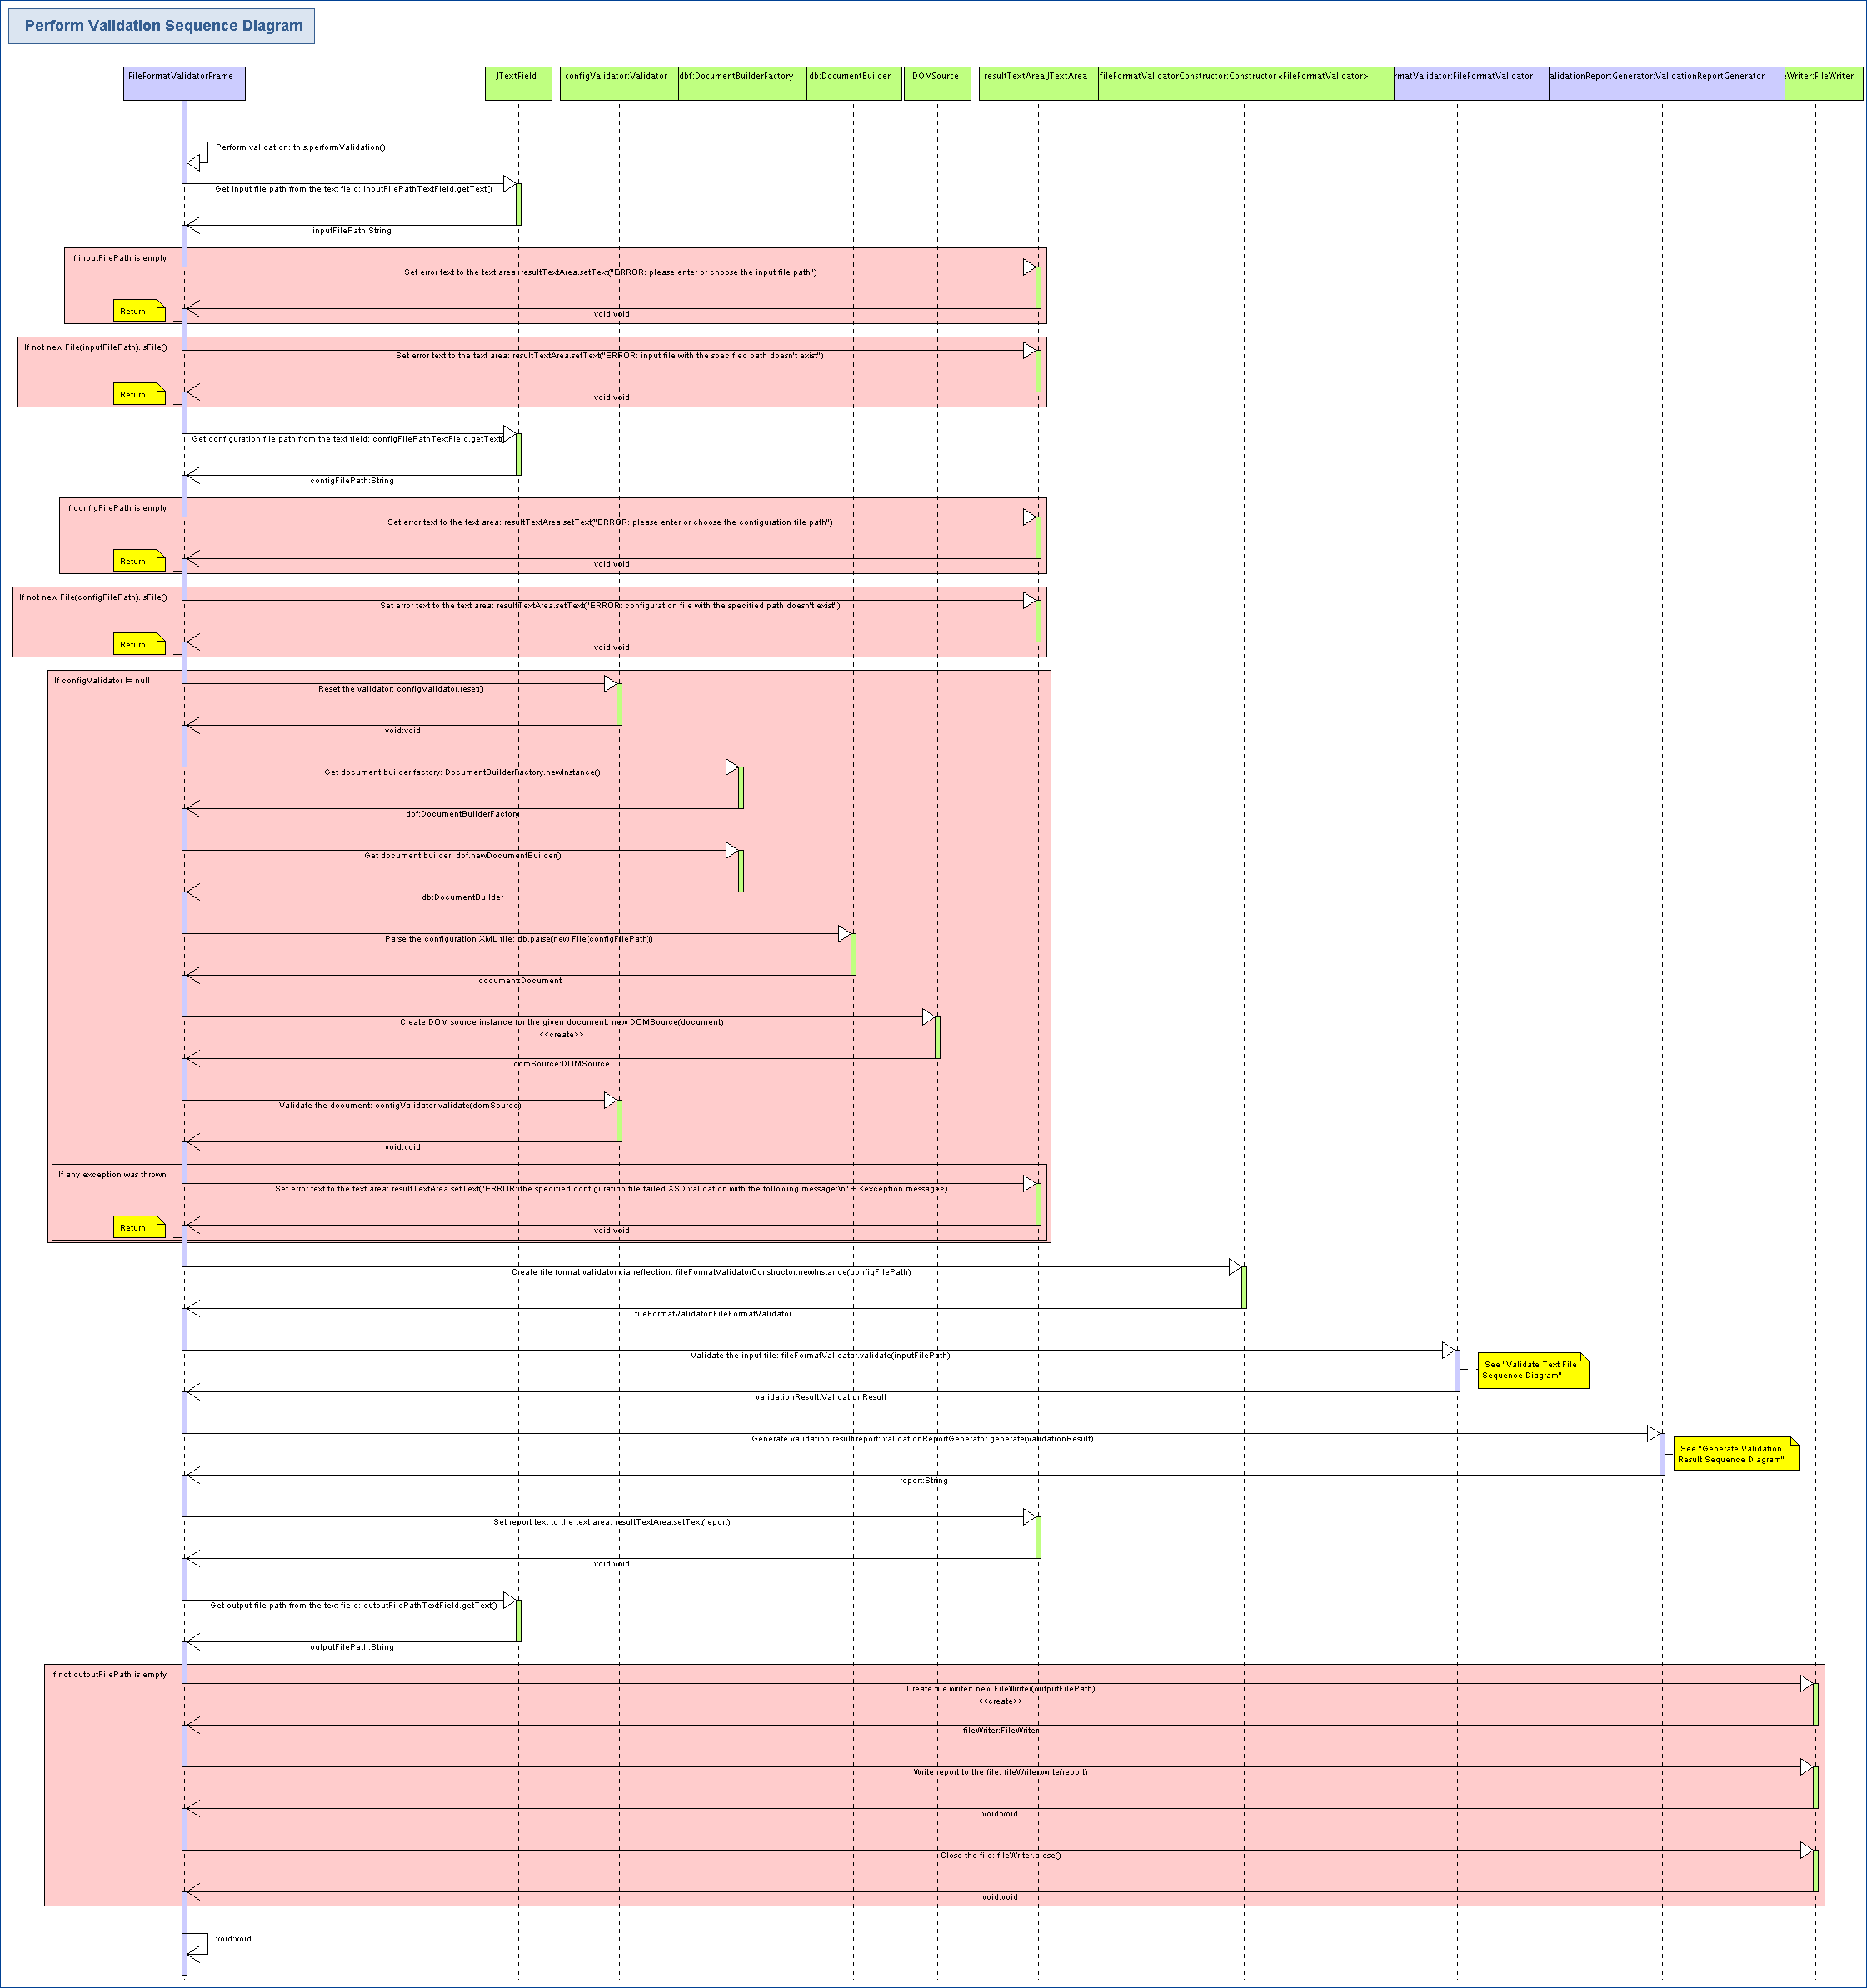 Perform Validation Sequence Diagram
FileFormatValidatorFrame
JTextField
configValidator:Validator
dbf:DocumentBuilderFactory
db:DocumentBuilder
DOMSource
resultTextArea:JTextArea
fileFormatValidatorConstructor:Constructor<FileFormatValidator>
rmatValidator:FileFormatValidator
alidationReportGenerator:ValidationReportGenerator
:Writer:FileWriter
Perform validation: this.performValidation()
Get input file path from the text field: inputFilePathTextField.getText()
inputFilePath:String
If inputFilePath is empty
Set error text to the text area: resultTextArea.setText("ERROR: please enter or choose the input file path")
Return.
void:void
If not new File(inputFilePath).isFile()
Set error text to the text area: resultTextArea.setText("ERROR: input file with the specified path doesn't exist")
Return.
void:void
Get configuration file path from the text field: configFilePathTextField.getText()
configFilePath:String
If configFilePath is empty
Set error text to the text area: resultTextArea.setText("ERROR: please enter or choose the configuration file path")
Return.
void:void
If not new File(configFilePath).isFile()
Set error text to the text area: resultTextArea.setText("ERROR: configuration file with the specified path doesn't exist")
Return.
void:void
If configValidator != null
Reset the validator: configValidator.reset()
void:void
Get document builder factory: DocumentBuilderFactory.newInstance()
dbf:DocumentBuilderFactory
Get document builder: dbf.newDocumentBuilder()
db:DocumentBuilder
Parse the configuration XML file: db.parse(new File(configFilePath))
document:Document
Create DOM source instance for the given document: new DOMSource(document)
<<create>>
domSource:DOMSource
Validate the document: configValidator.validate(domSource)
void:void
If any exception was thrown
Set error text to the text area: resultTextArea.setText("ERROR: the specified configuration file failed XSD validation with the following message:\n" + <exception message>)
Return.
void:void
Create file format validator via reflection: fileFormatValidatorConstructor.newInstance(configFilePath)
fileFormatValidator:FileFormatValidator
Validate the input file: fileFormatValidator.validate(inputFilePath)
See "Validate Text File
Sequence Diagram"
validationResult:ValidationResult
Generate validation result report: validationReportGenerator.generate(validationResult)
See "Generate Validation
Result Sequence Diagram"
report:String
Set report text to the text area: resultTextArea.setText(report)
void:void
Get output file path from the text field: outputFilePathTextField.getText()
outputFilePath:String
If not outputFilePath is empty
Create file writer: new FileWriter(outputFilePath)
<<create>>
fileWriter:FileWriter
Write report to the file: fileWriter.write(report)
void:void
Close the file: fileWriter.close()
void:void
void:void